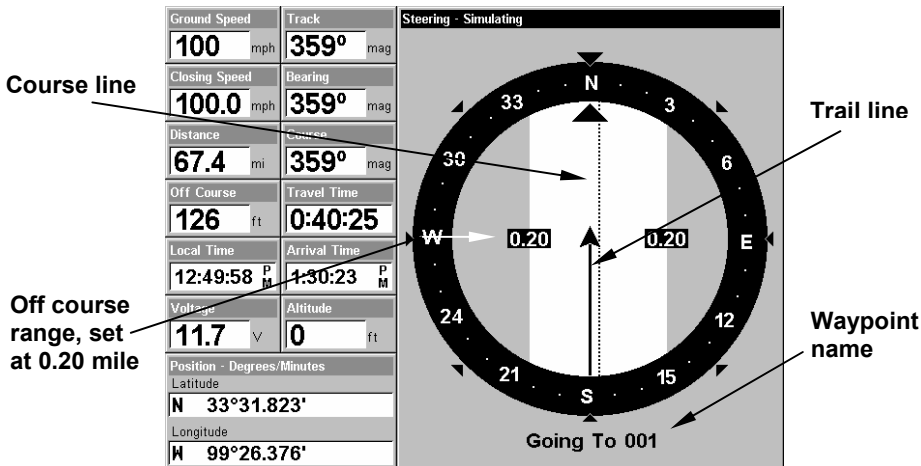 Ground Speed
100 mph
Track
359º mag
Closing Speed
100.0 mph
Bearing
359º mag
Distance
67.4 mi
Course
359º mag
Off Course
126 ft
Travel Time
0:40:25
Local Time
12:49:58 PM
Arrival Time
1:30:23 PM
Voltage
11.7 V
Altitude
0 ft
Position - Degrees/Minutes
Latitude
N 33°31.823'
Longitude
W 99°26.376'
Steering - Simulating
N
33
3
30
6
W
0.20
0.20
E
24
12
21
15
S
Going To 001
Course line
Trail line
Off course
range, set
at 0.20 mile
Waypoint
name